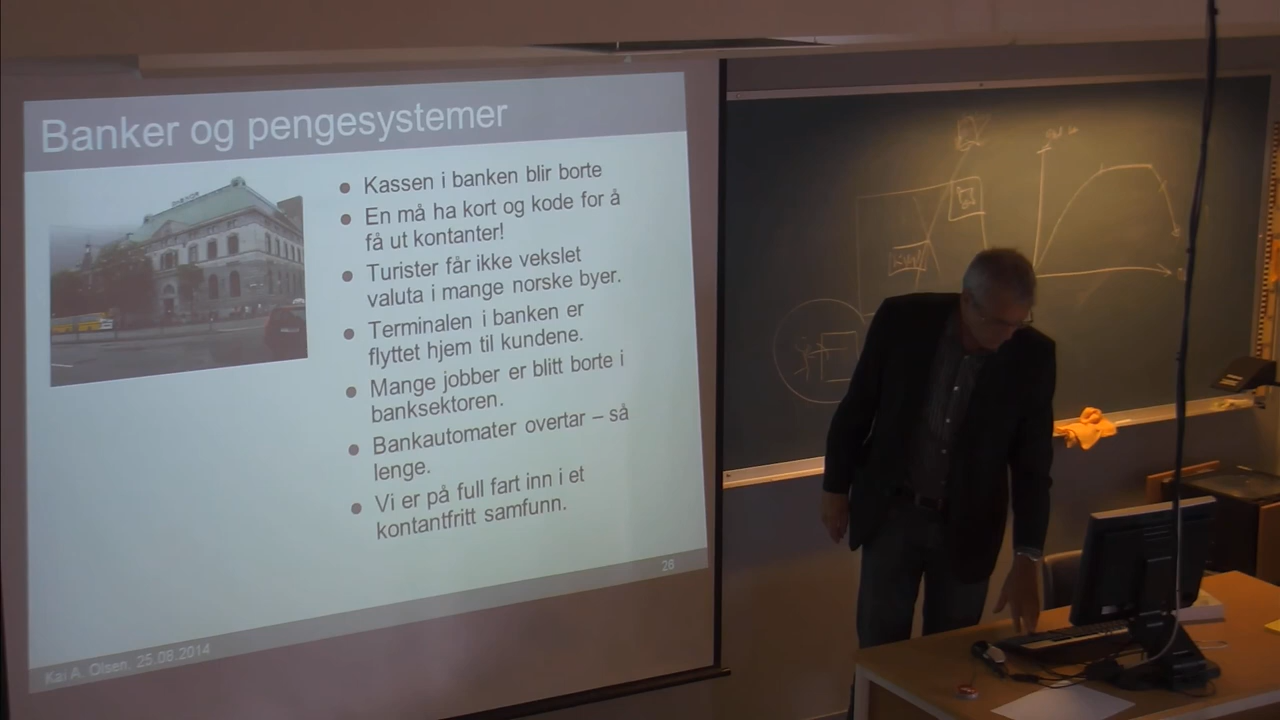 Banker og pengesystemer
Kassen i banken blir borte
En må ha kort og kode for å
få ut kontanter!
Turister får ikke vekslet
valuta i mange norske byer.
Terminalen i banken er
flyttet hjem til kundene.
Mange jobber er blitt borte i
banksektoren.
Bankautomater overtar – så
lenge.
Vi er på full fart inn i et
kontantfritt samfunn.
26
Kai A. Olsen, 25.08.2014